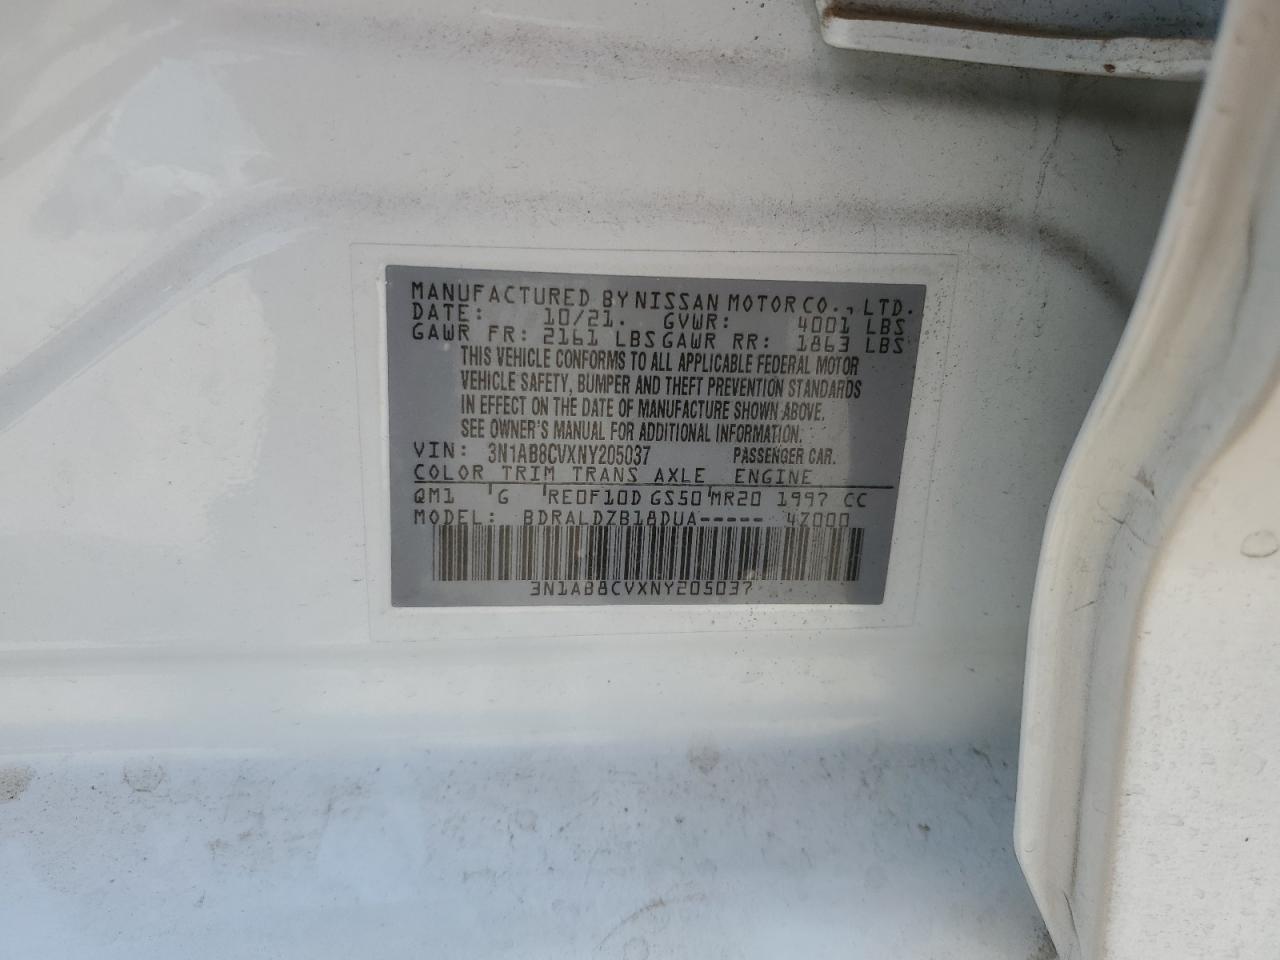 MANUFACTURED BY NISSAN MOTOR CO., LTD.
DATE: 10/21. GVWR: 4001 LBS
GAWR FR: 2161 LBS GAWR RR: 1863 LBS
THIS VEHICLE CONFORMS TO ALL APPLICABLE FEDERAL MOTOR
VEHICLE SAFETY, BUMPER AND THEFT PREVENTION STANDARDS
IN EFFECT ON THE DATE OF MANUFACTURE SHOWN ABOVE.
SEE OWNER'S MANUAL FOR ADDITIONAL INFORMATION.
VIN: 3N1AB8CVXNY205037 PASSENGER CAR.
COLOR TRIM TRANS AXLE ENGINE
QM1 G RE0F10D GS50 MR20 1997 CC
MODEL: BDRALDZB18DUA----- 4Z000
3N1AB8CVXNY205037